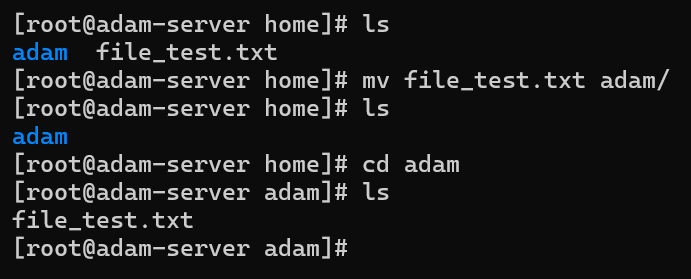 [root@adam-server home]# ls
adam  file_test.txt
[root@adam-server home]# mv file_test.txt adam/
[root@adam-server home]# ls
adam
[root@adam-server home]# cd adam
[root@adam-server adam]# ls
file_test.txt
[root@adam-server adam]#